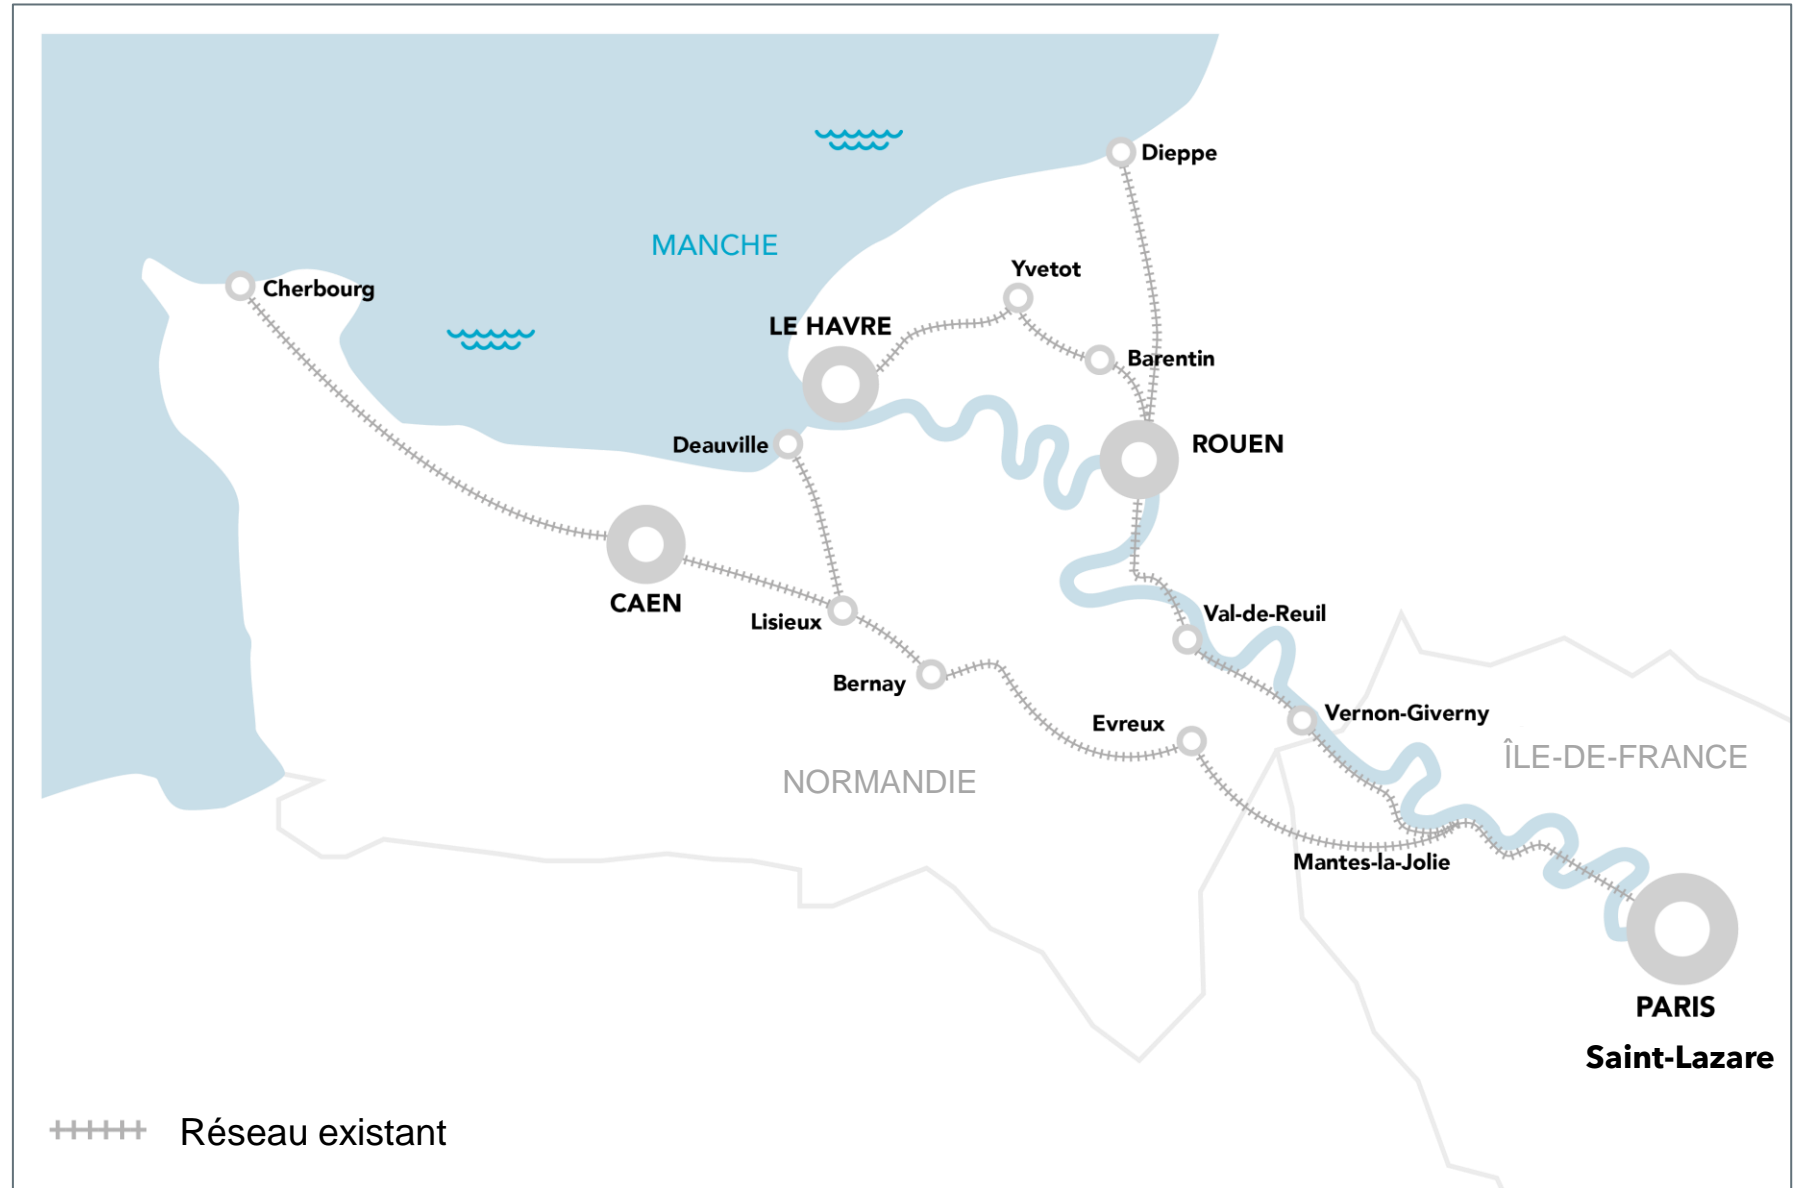 Dieppe
MANCHE
Yvetot
Cherbourg
LE HAVRE
Barentin
Deauville
ROUEN
CAEN
Lisieux
Val-de-Reuil
Bernay
Evreux
Vernon-Giverny
NORMANDIE
ÎLE-DE-FRANCE
Mantes-la-Jolie
PARIS
Saint-Lazare
Réseau existant